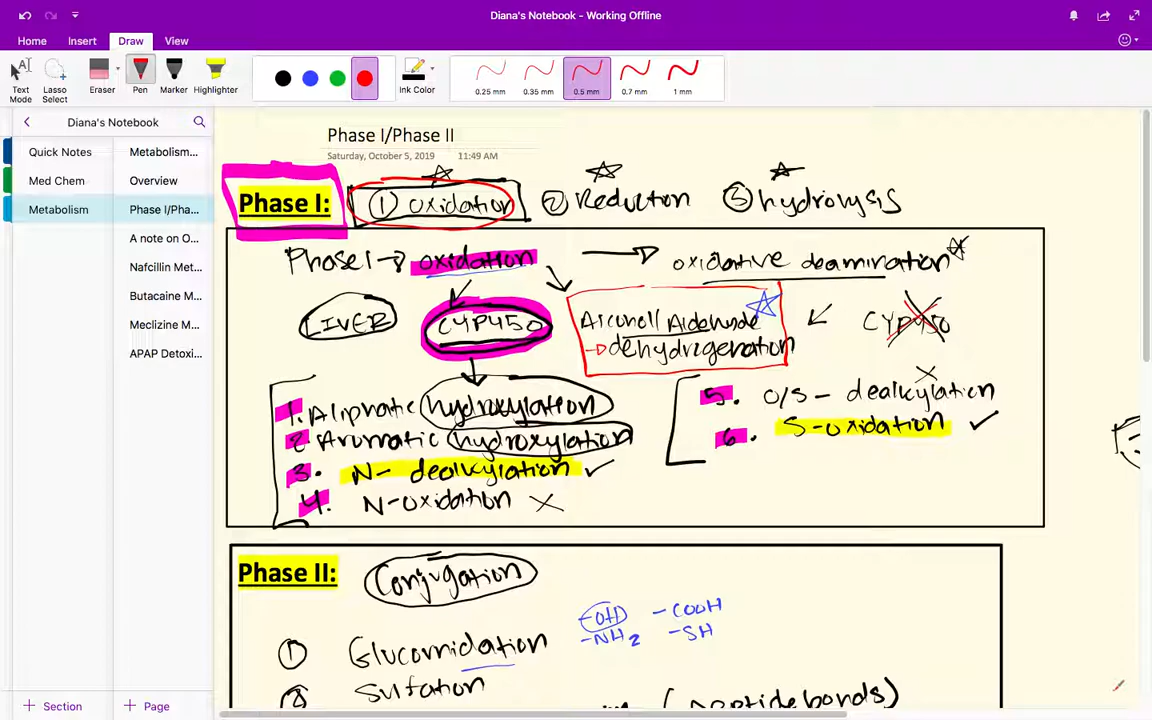 Diana's Notebook - Working Offline
Home Insert Draw View
Text Mode
Lasso Select
Eraser
Pen
Marker
Highlighter
Ink Color
0.25 mm
0.35 mm
0.5 mm
0.7 mm
1 mm
Diana's Notebook
Quick Notes
Med Chem
Metabolism
Metabolism...
Overview
Phase I/Pha...
A note on O...
Nafcillin Met...
Butacaine M...
Meclizine M...
APAP Detoxi...
+ Section
+ Page
Phase I/Phase II
Saturday, October 5, 2019 11:49 AM
Phase I: ① oxidation ② Reduction ③ hydrolysis
Phase 1 → oxidation → oxidative deamination
LIVER CYP450 Alcohol/Aldehyde CYP450
→ dehydrogenation
1. Aliphatic hydroxylation
2 Aromatic hydroxylation
3. N- dealkylation ✓
4. N-oxidation X
5. O/S- dealkylation X
6. S-oxidation ✓
Phase II: Conjugation
-OH -COOH
-NH2 -SH
① Glucornidation
② Sulfation
(peptide bonds)